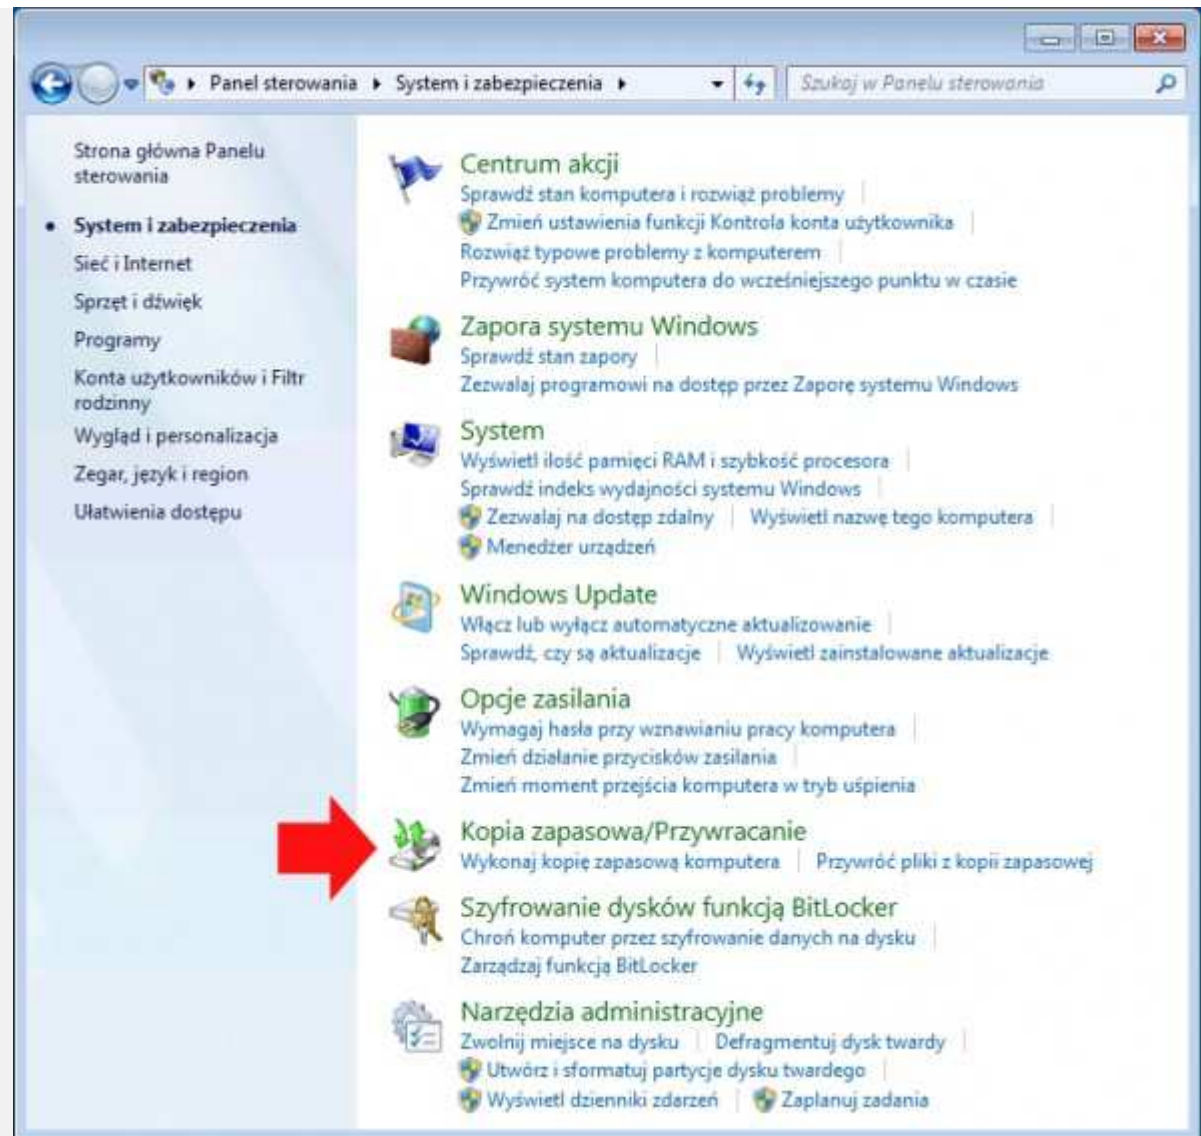 Panel sterowania System i zabezpieczenia Szukaj w Panelu sterowania
Strona główna Panelu
sterowania
System i zabezpieczenia
Sieć i Internet
Sprzęt i dźwięk
Programy
Konta użytkowników i Filtr
rodzinny
Wygląd i personalizacja
Zegar, język i region
Ułatwienia dostępu
Centrum akcji
Sprawdź stan komputera i rozwiąż problemy
Zmień ustawienia funkcji Kontrola konta użytkownika
Rozwiąż typowe problemy z komputerem
Przywróć system komputera do wcześniejszego punktu w czasie
Zapora systemu Windows
Sprawdź stan zapory
Zezwalaj programowi na dostęp przez Zaporę systemu Windows
System
Wyświetl ilość pamięci RAM i szybkość procesora
Sprawdź indeks wydajności systemu Windows
Zezwalaj na dostęp zdalny Wyświetl nazwę tego komputera
Menedżer urządzeń
Windows Update
Włącz lub wyłącz automatyczne aktualizowanie
Sprawdź, czy są aktualizacje Wyświetl zainstalowane aktualizacje
Opcje zasilania
Wymagaj hasła przy wznawianiu pracy komputera
Zmień działanie przycisków zasilania
Zmień moment przejścia komputera w tryb uśpienia
Kopia zapasowa/Przywracanie
Wykonaj kopię zapasową komputera Przywróć pliki z kopii zapasowej
Szyfrowanie dysków funkcją BitLocker
Chroń komputer przez szyfrowanie danych na dysku
Zarządzaj funkcją BitLocker
Narzędzia administracyjne
Zwolnij miejsce na dysku Defragmentuj dysk twardy
Utwórz i sformatuj partycje dysku twardego
Wyświetl dzienniki zdarzeń Zaplanuj zadania